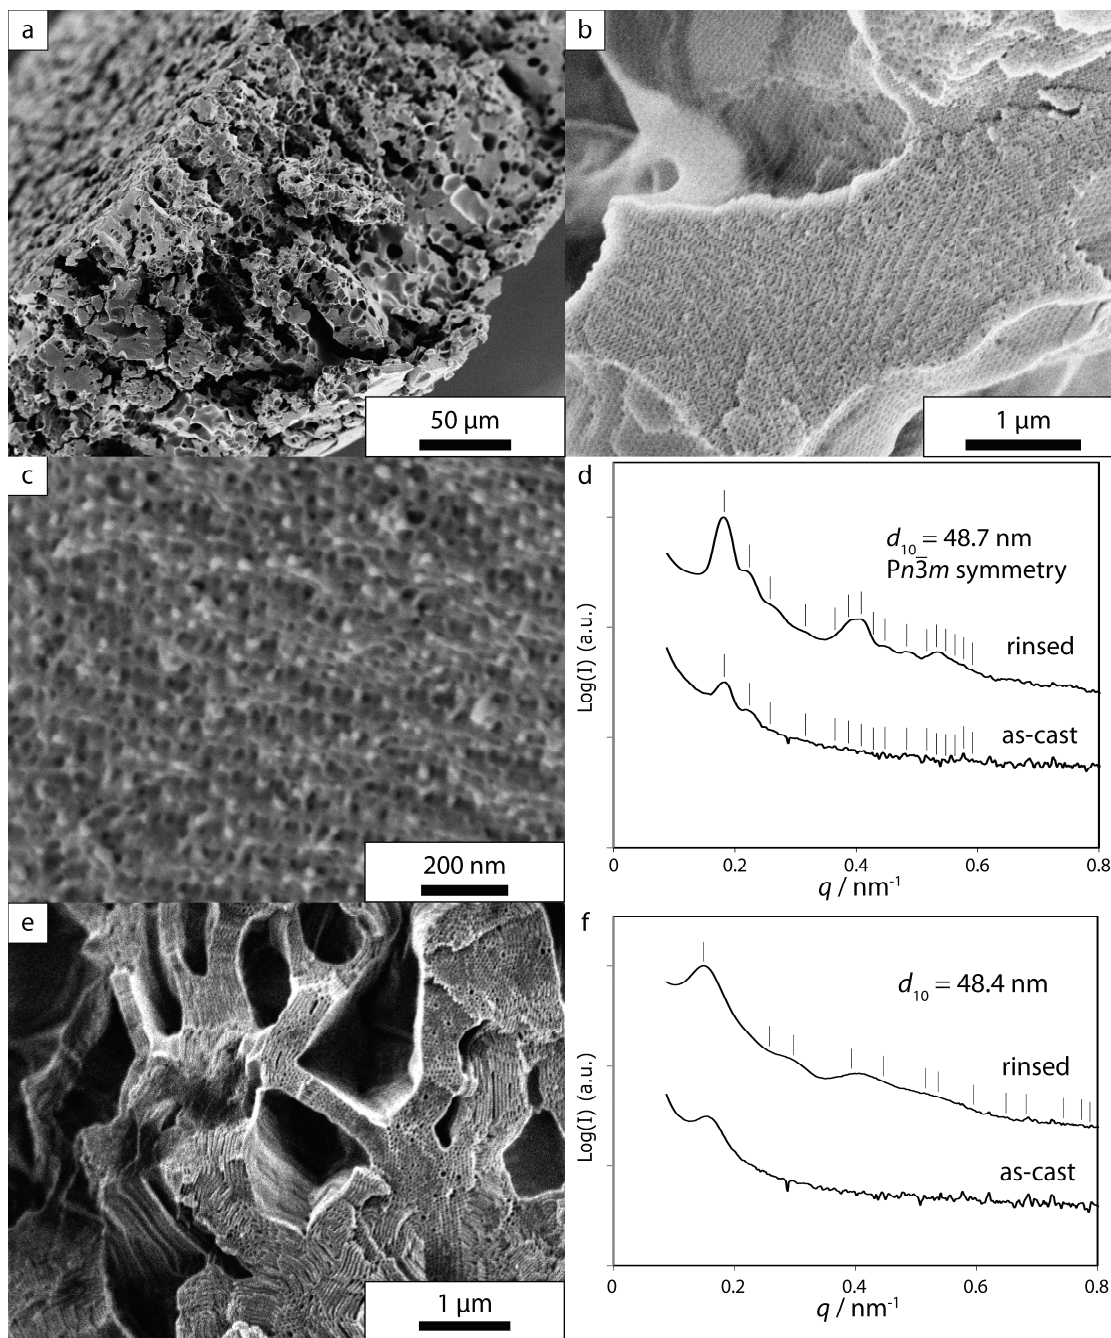 a
50 μm
b
1 μm
c
200 nm
d
d₁₀ = 48.7 nm
Pn3̅m symmetry
rinsed
as-cast
Log(I) (a.u.)
0 0.2 0.4 0.6 0.8
q / nm⁻¹
e
1 μm
f
d₁₀ = 48.4 nm
rinsed
as-cast
Log(I) (a.u.)
0 0.2 0.4 0.6 0.8
q / nm⁻¹